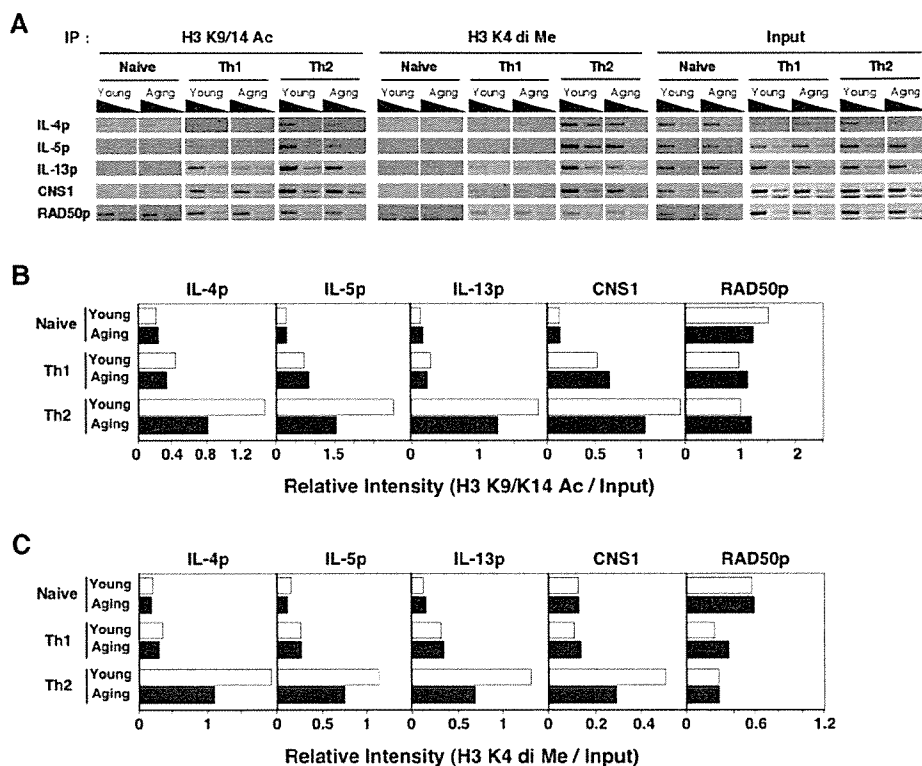 A
IP : H3 K9/14 Ac H3 K4 di Me Input
Naive Th1 Th2 Naive Th1 Th2 Naive Th1 Th2
Young Aging Young Aging Young Aging Young Aging Young Aging Young Aging Young Aging Young Aging Young Aging
IL-4p
IL-5p
IL-13p
CNS1
RAD50p
B
IL-4p IL-5p IL-13p CNS1 RAD50p
Naive Young
Aging
Th1 Young
Aging
Th2 Young
Aging
0 0.4 0.8 1.2 0 1.5 0 1 0 0.5 1 0 1 2
Relative Intensity (H3 K9/K14 Ac / Input)
C
IL-4p IL-5p IL-13p CNS1 RAD50p
Naive Young
Aging
Th1 Young
Aging
Th2 Young
Aging
0 1 0 1 0 1 0 0.2 0.4 0 0.6 1.2
Relative Intensity (H3 K4 di Me / Input)